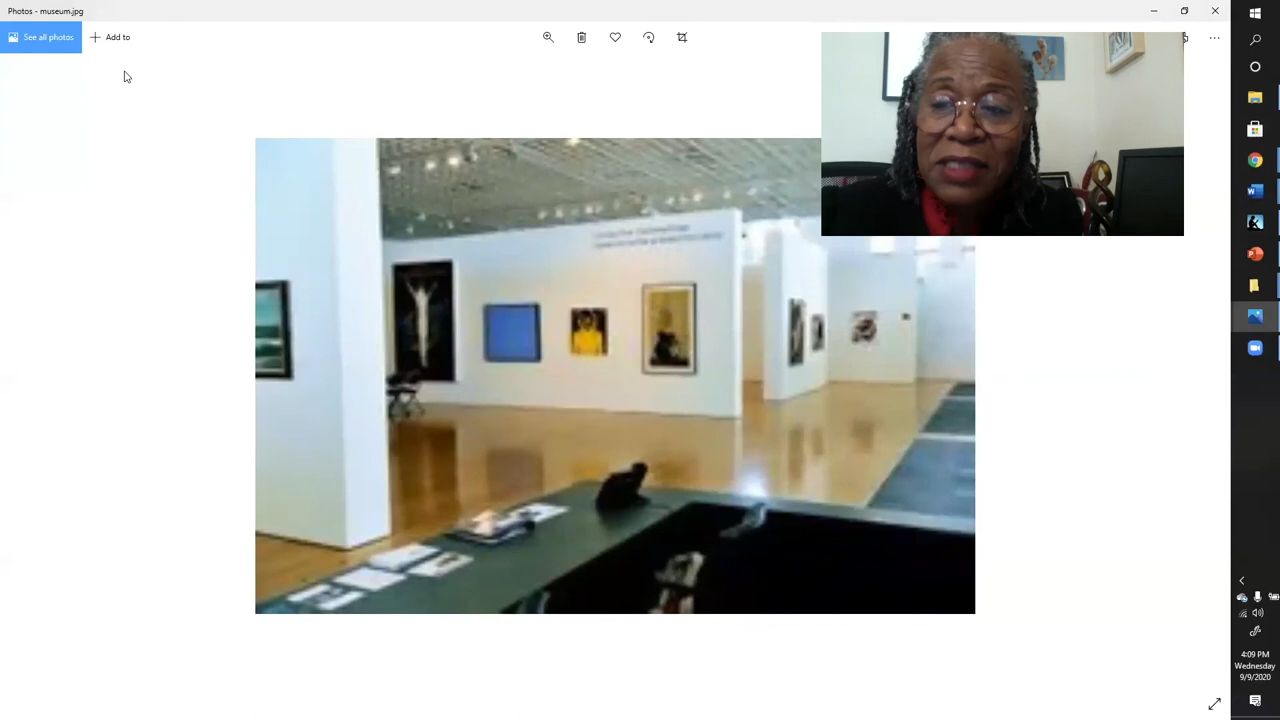 Photos - museum.jpg
See all photos
Add to
4:09 PM
Wednesday
9/9/2020